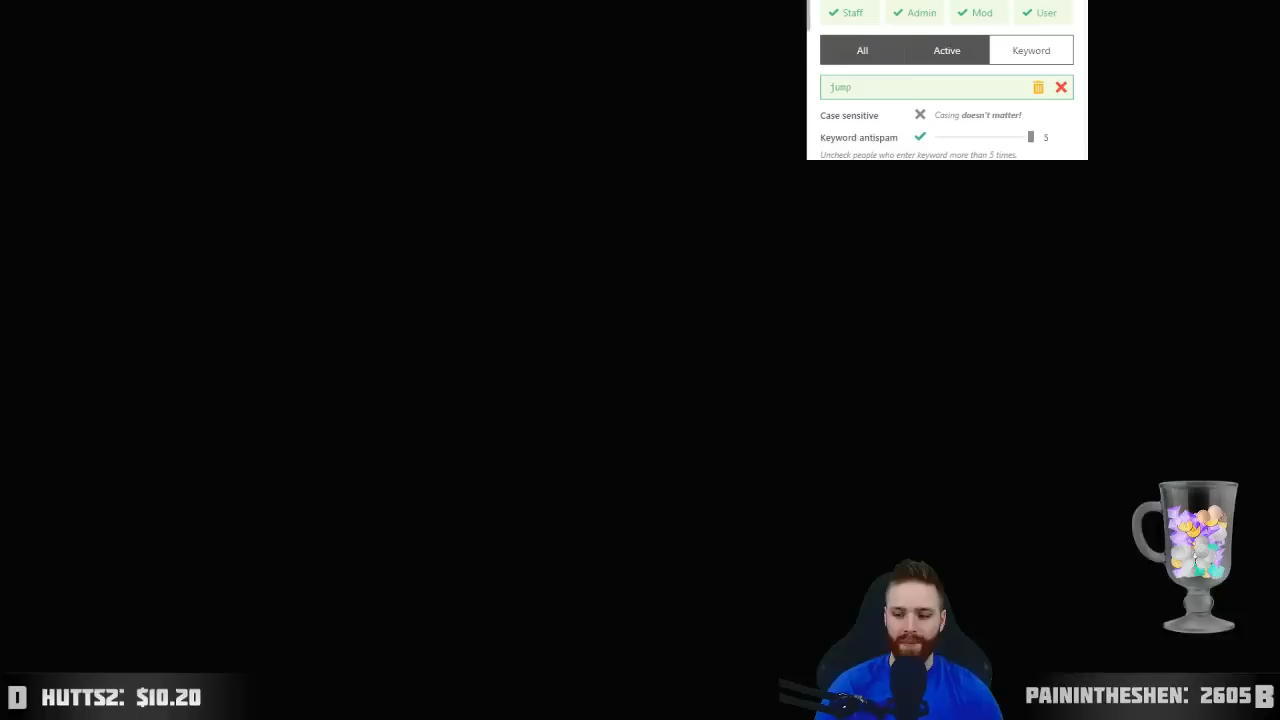 Staff Admin Mod User
All Active Keyword
jump
Case sensitive Casing doesn't matter!
Keyword antispam 5
Uncheck people who enter keyword more than 5 times.
D HUTTS2: $10.20
PAININTHESHEN: 2605 B